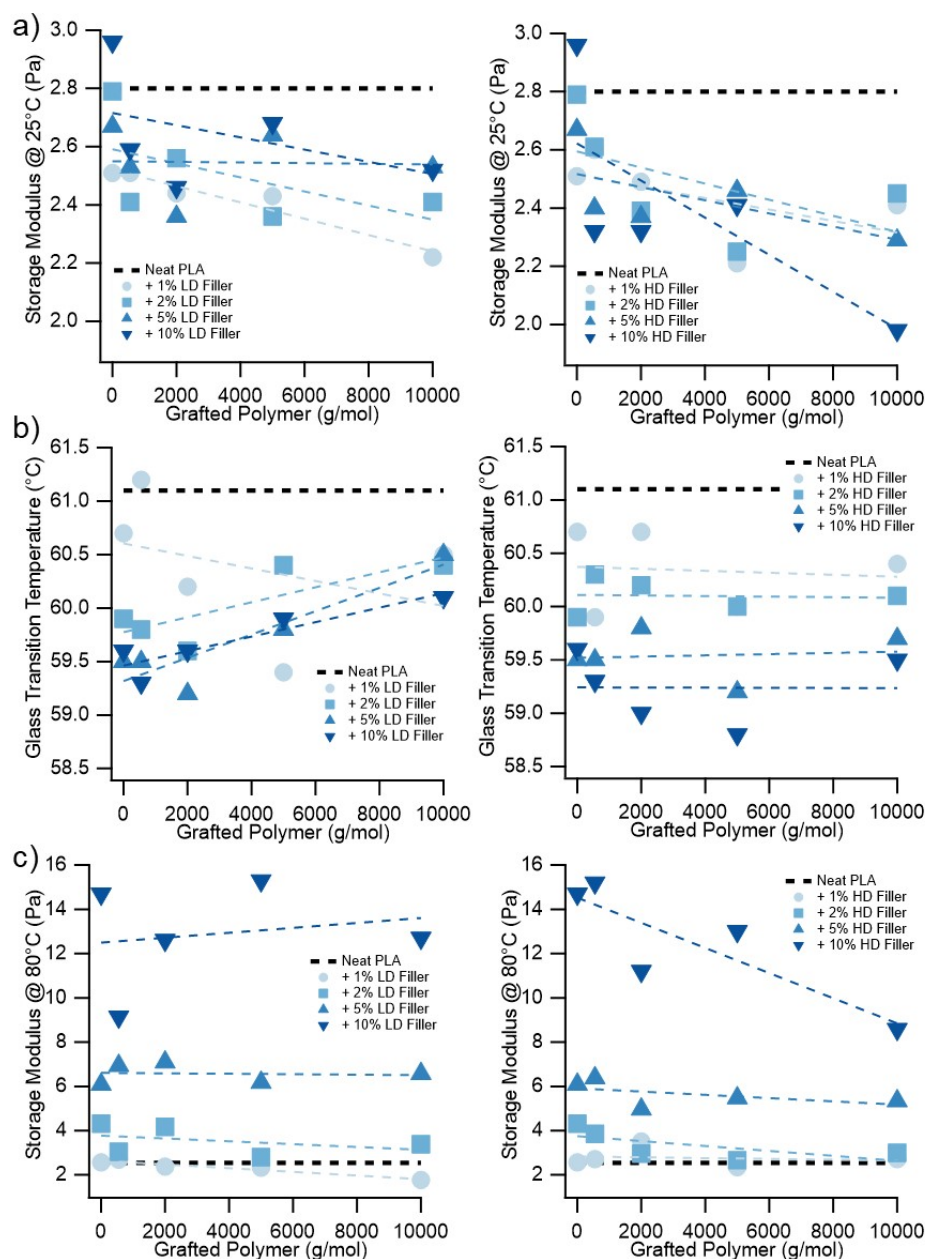 a)
3.0
2.8
2.6
2.4
2.2
2.0
Storage Modulus @ 25°C (Pa)
Neat PLA
+ 1% LD Filler
+ 2% LD Filler
+ 5% LD Filler
+ 10% LD Filler
0 2000 4000 6000 8000 10000
Grafted Polymer (g/mol)
3.0
2.8
2.6
2.4
2.2
2.0
Storage Modulus @ 25°C (Pa)
Neat PLA
+ 1% HD Filler
+ 2% HD Filler
+ 5% HD Filler
+ 10% HD Filler
0 2000 4000 6000 8000 10000
Grafted Polymer (g/mol)
b)
61.5
61.0
60.5
60.0
59.5
59.0
58.5
Glass Transition Temperature (°C)
Neat PLA
+ 1% LD Filler
+ 2% LD Filler
+ 5% LD Filler
+ 10% LD Filler
0 2000 4000 6000 8000 10000
Grafted Polymer (g/mol)
61.5
61.0
60.5
60.0
59.5
59.0
58.5
Glass Transition Temperature (°C)
Neat PLA
+ 1% HD Filler
+ 2% HD Filler
+ 5% HD Filler
+ 10% HD Filler
0 2000 4000 6000 8000 10000
Grafted Polymer (g/mol)
c)
16
14
12
10
8
6
4
2
Storage Modulus @ 80°C (Pa)
Neat PLA
+ 1% LD Filler
+ 2% LD Filler
+ 5% LD Filler
+ 10% LD Filler
0 2000 4000 6000 8000 10000
Grafted Polymer (g/mol)
16
14
12
10
8
6
4
2
Storage Modulus @ 80°C (Pa)
Neat PLA
+ 1% HD Filler
+ 2% HD Filler
+ 5% HD Filler
+ 10% HD Filler
0 2000 4000 6000 8000 10000
Grafted Polymer (g/mol)